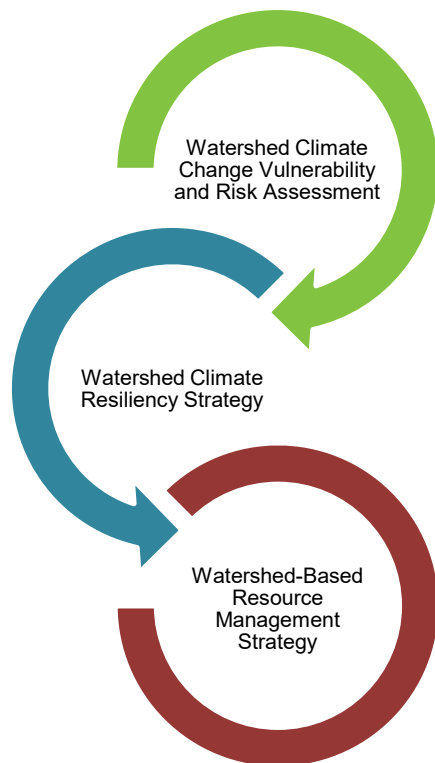 Watershed Climate
Change Vulnerability
and Risk Assessment
Watershed Climate
Resiliency Strategy
Watershed-Based
Resource
Management
Strategy